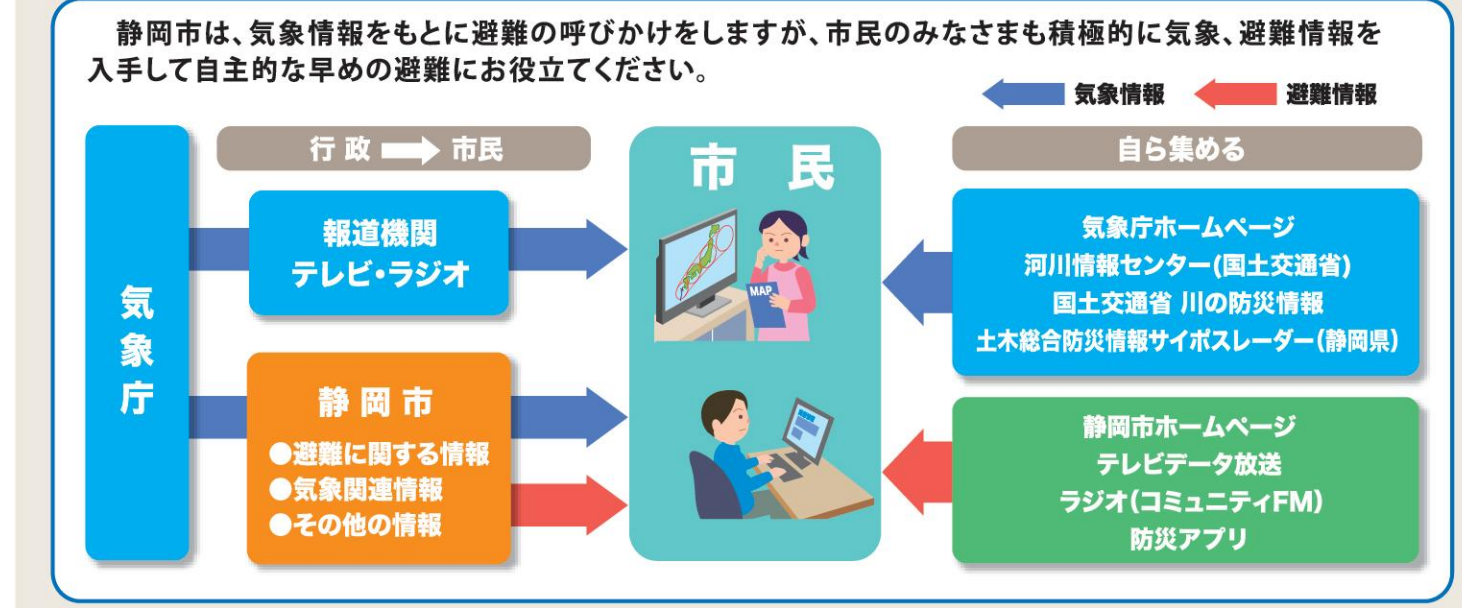 静岡市は、気象情報をもとに避難の呼びかけをしますが、市民のみなさまも積極的に気象、避難情報を
入手して自主的な早めの避難にお役立てください。
気象情報
避難情報
気象庁
行政 市民
報道機関
テレビ・ラジオ
静岡市
●避難に関する情報
●気象関連情報
●その他の情報
市民
MAP
自ら集める
気象庁ホームページ
河川情報センター(国土交通省)
国土交通省 川の防災情報
土木総合防災情報サイポスレーダー(静岡県)
静岡市ホームページ
テレビデータ放送
ラジオ(コミュニティFM)
防災アプリ